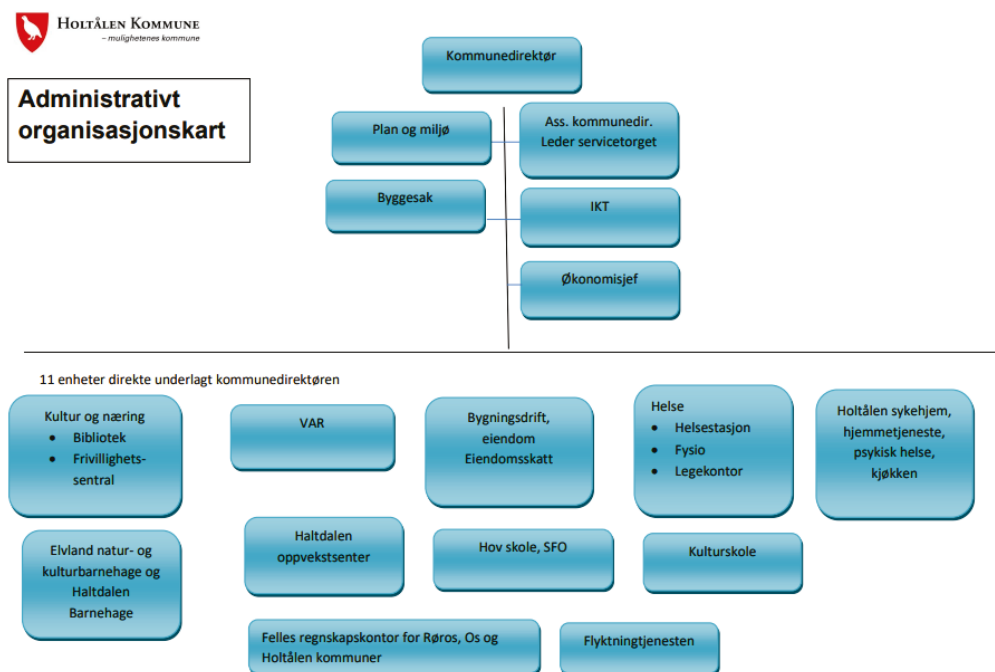 HOLTÅLEN KOMMUNE
– mulighetenes kommune
Administrativt
organisasjonskart
Kommunedirektør
Plan og miljø
Ass. kommunedir.
Leder servicetorget
Byggesak
IKT
Økonomisjef
11 enheter direkte underlagt kommunedirektøren
Kultur og næring
• Bibliotek
• Frivillighets-
sentral
VAR
Bygningsdrift,
eiendom
Eiendomsskatt
Helse
• Helsestasjon
• Fysio
• Legekontor
Holtålen sykehjem,
hjemmetjeneste,
psykisk helse,
kjøkken
Elvland natur- og
kulturbarnehage og
Haltdalen
Barnehage
Haltdalen
oppvekstsenter
Hov skole, SFO
Kulturskole
Felles regnskapskontor for Røros, Os og
Holtålen kommuner
Flyktningtjenesten